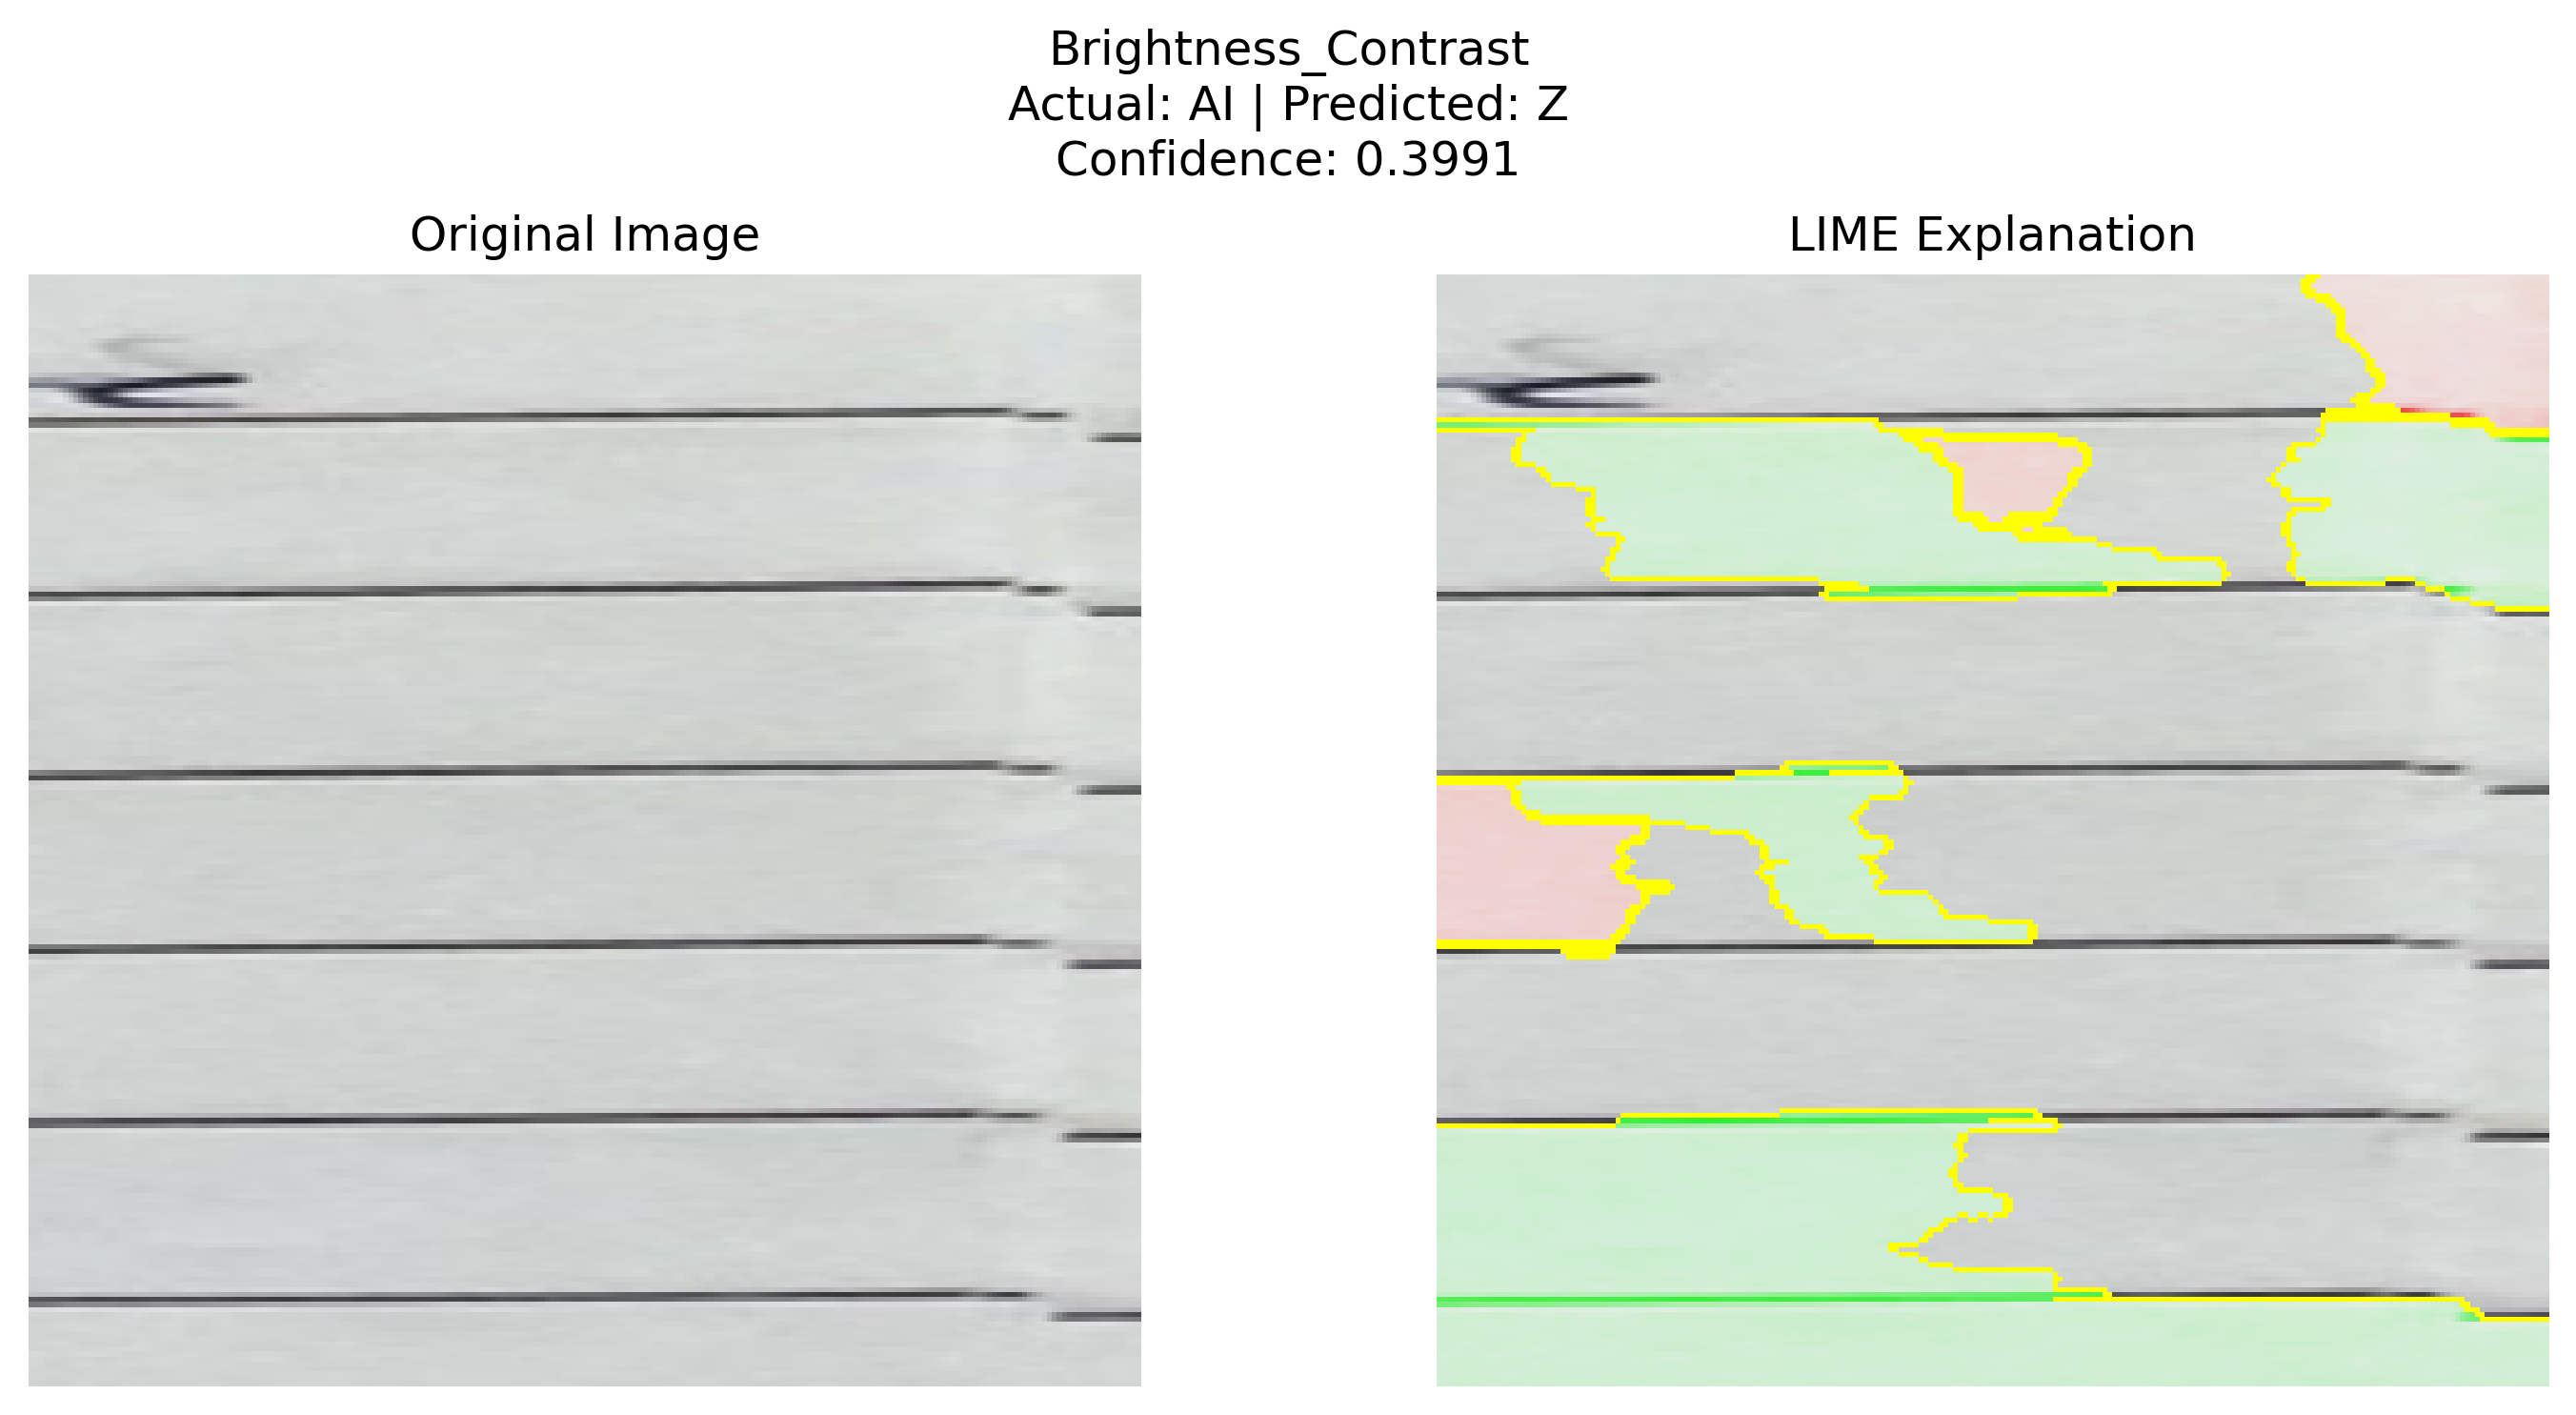 Brightness_Contrast
Actual: AI | Predicted: Z
Confidence: 0.3991
Original Image
LIME Explanation